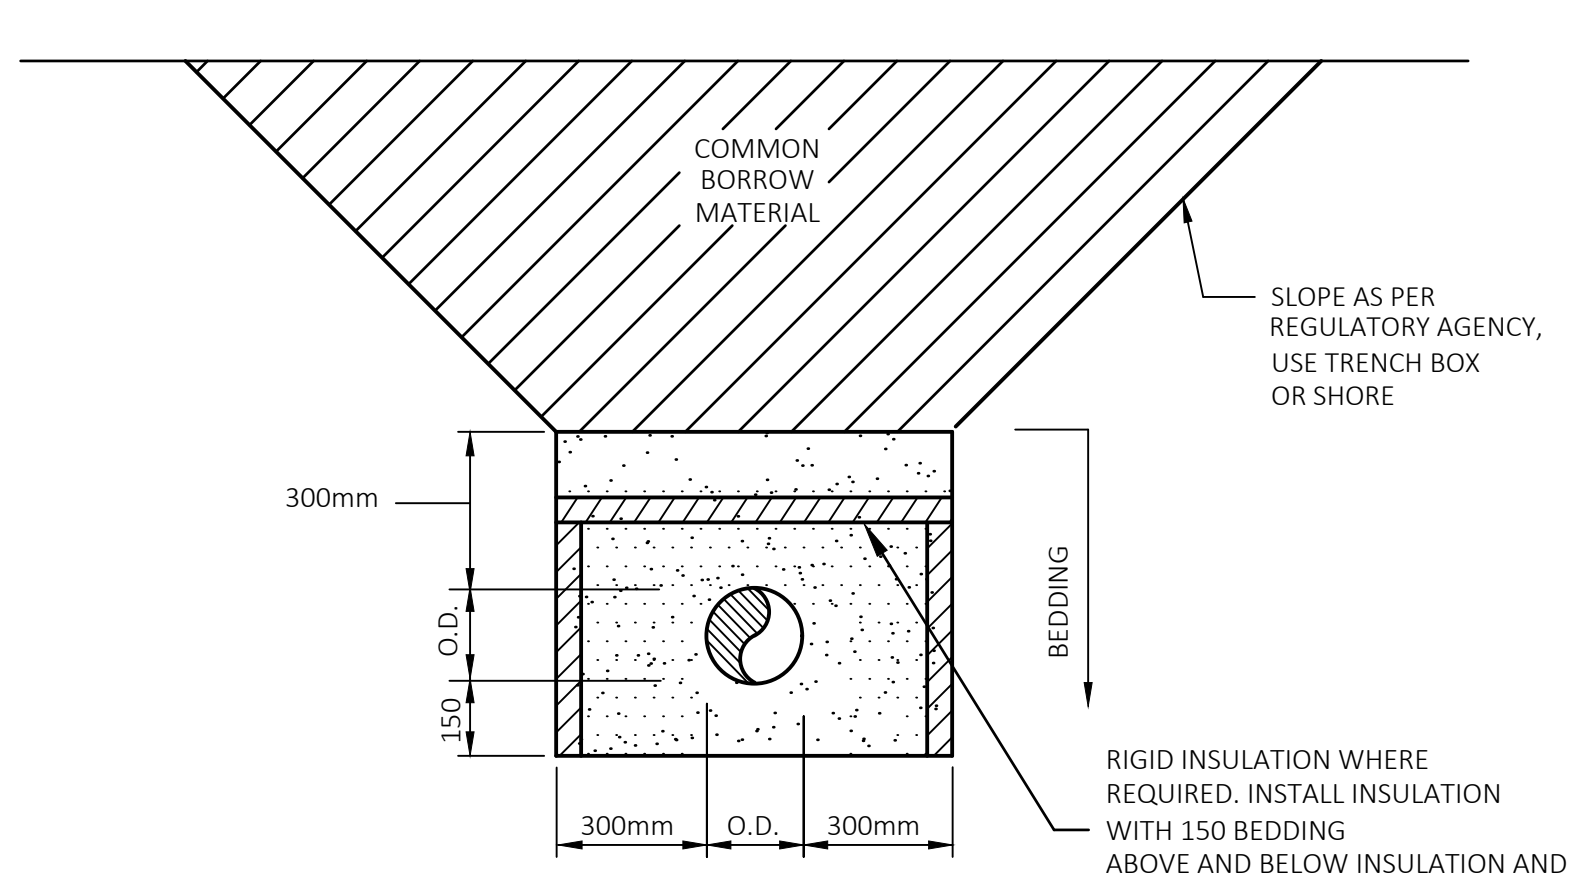 COMMON
BORROW
MATERIAL
SLOPE AS PER
REGULATORY AGENCY,
USE TRENCH BOX
OR SHORE
300mm
O.D.
150
BEDDING
300mm
O.D.
300mm
RIGID INSULATION WHERE
REQUIRED. INSTALL INSULATION
WITH 150 BEDDING
ABOVE AND BELOW INSULATION AND